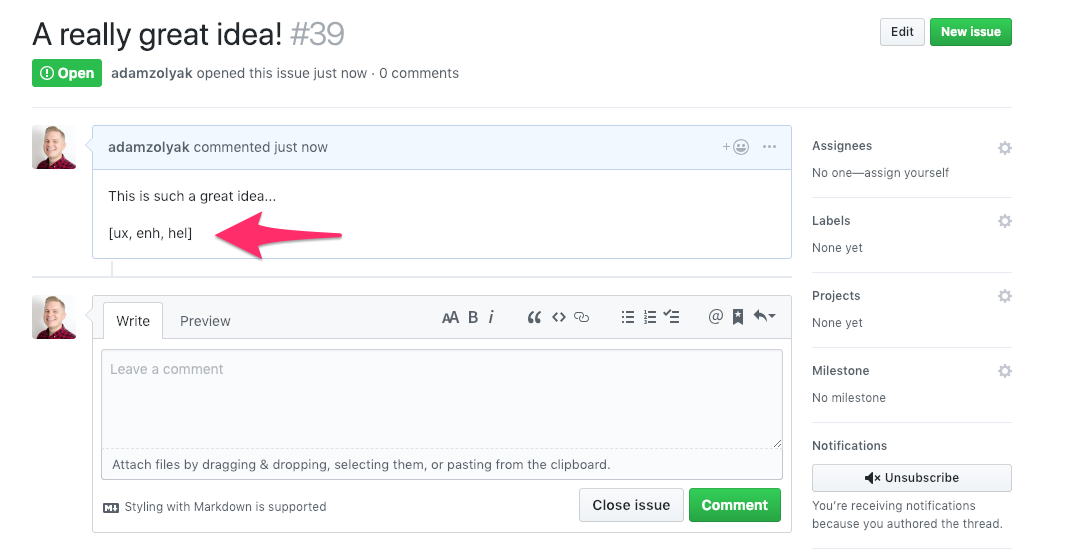 A really great idea! #39
Edit
New issue
Open
adamzolyak opened this issue just now · 0 comments
adamzolyak commented just now
This is such a great idea...
[ux, enh, hel]
Write
Preview
AA B i
Leave a comment
Attach files by dragging & dropping, selecting them, or pasting from the clipboard.
Styling with Markdown is supported
Close issue
Comment
Assignees
No one—assign yourself
Labels
None yet
Projects
None yet
Milestone
No milestone
Notifications
Unsubscribe
You’re receiving notifications
because you authored the thread.